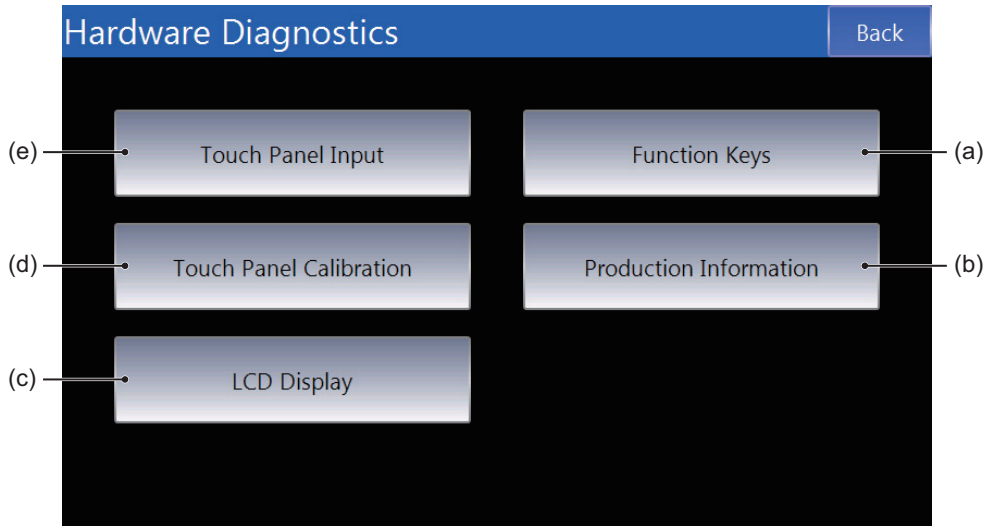 Hardware Diagnostics
Back
(e)
Touch Panel Input
Function Keys
(a)
(d)
Touch Panel Calibration
Production Information
(b)
(c)
LCD Display